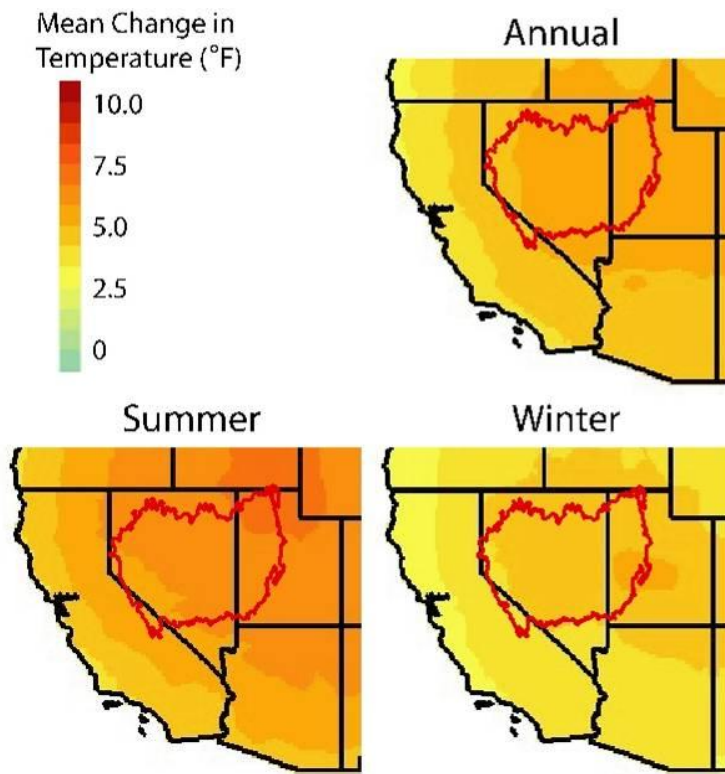 Mean Change in
Temperature (°F)
10.0
7.5
5.0
2.5
0
Annual
Summer
Winter